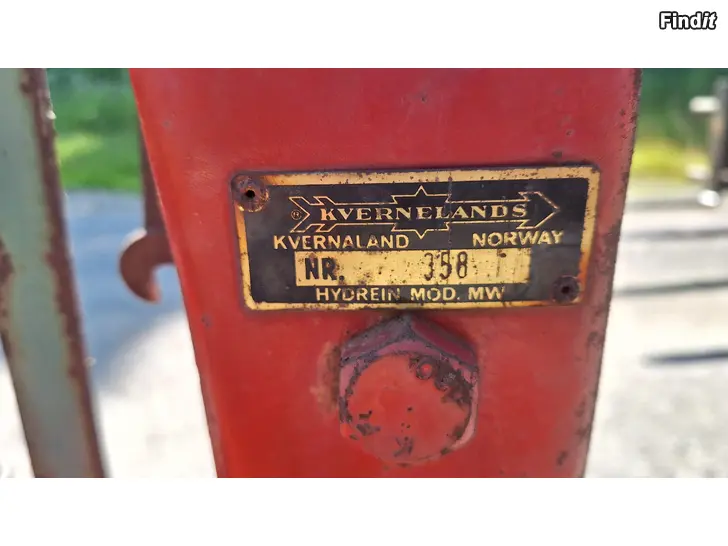 Findit
KVERNELANDS
KVERNALAND NORWAY
NR. 358
HYDREIN MOD. MW